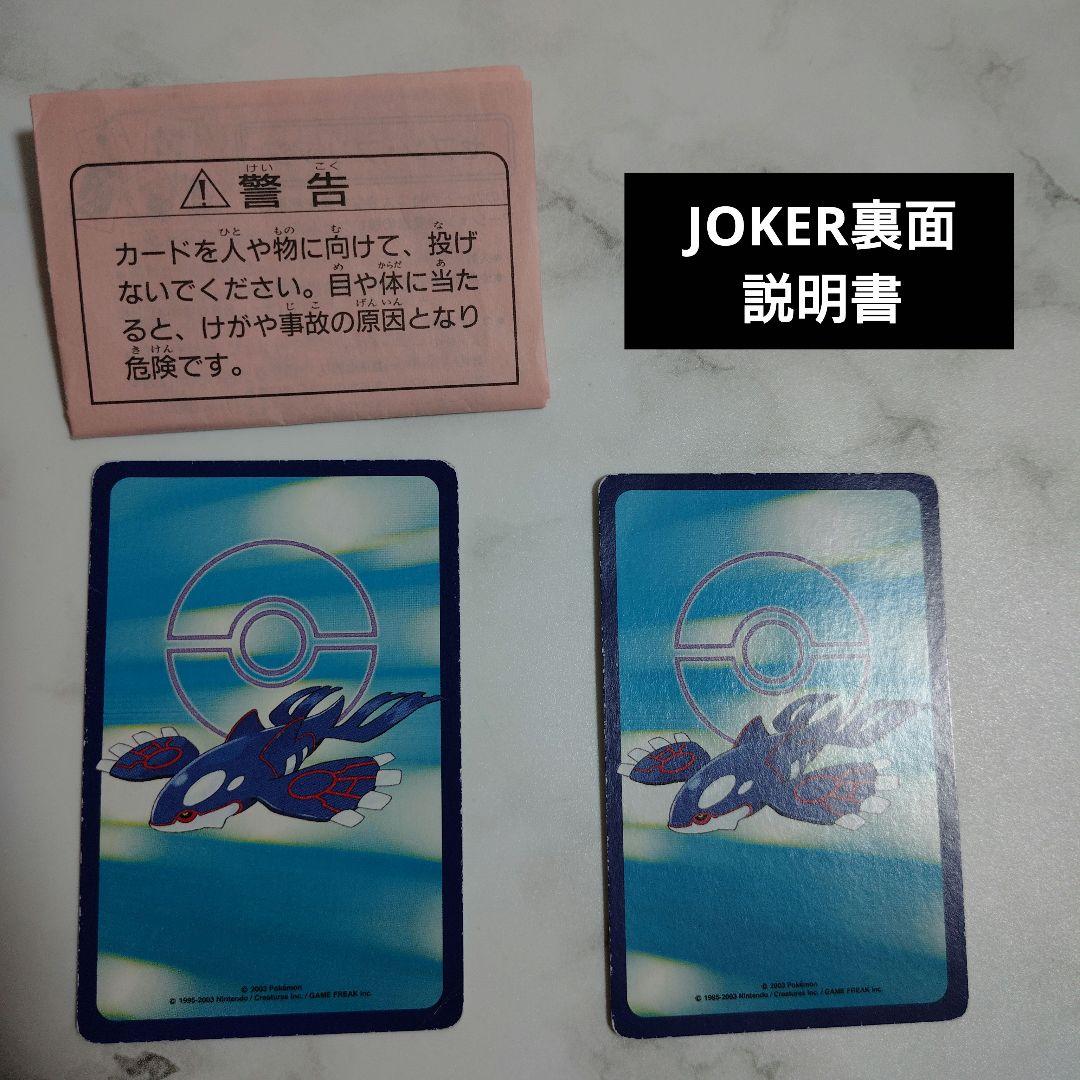 警告
カードを人や物に向けて、投げ
ないでください。目や体に当た
ると、けがや事故の原因となり
危険です。
JOKER裏面
説明書
© 2003 Pokémon
© 1995-2003 Nintendo / Creatures Inc. / GAME FREAK inc.
© 2003 Pokémon
© 1995-2003 Nintendo / Creatures Inc. / GAME FREAK inc.